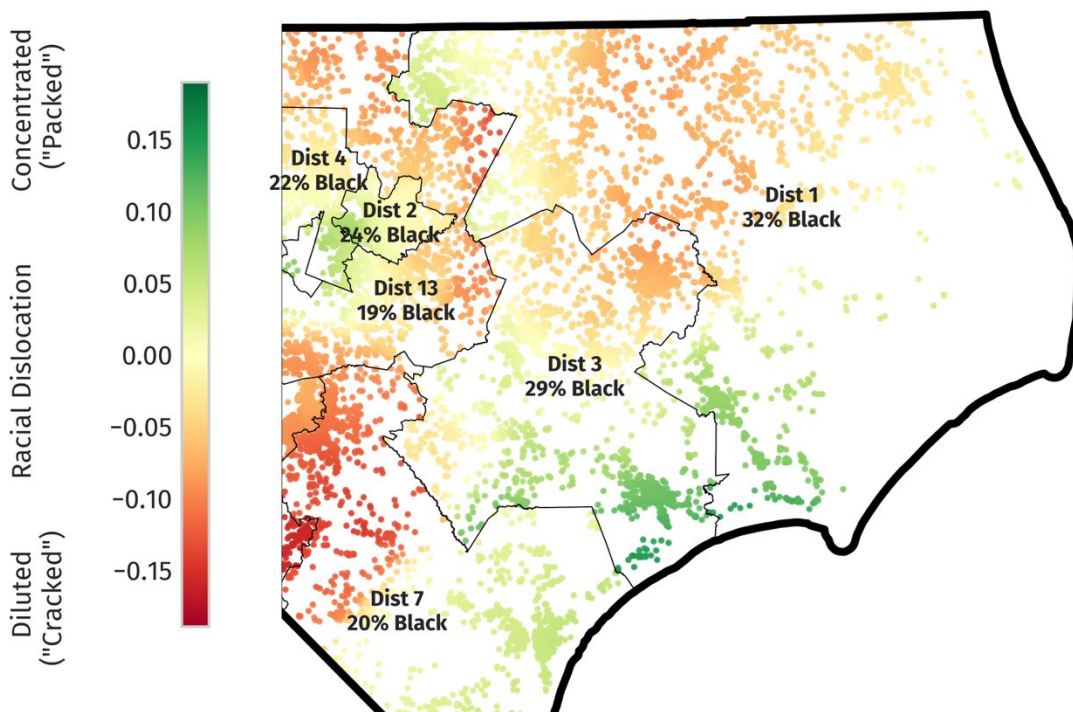 Concentrated
("Packed")
Racial Dislocation
Diluted
("Cracked")
0.15
0.10
0.05
0.00
−0.05
−0.10
−0.15
Dist 4
22% Black
Dist 2
24% Black
Dist 1
32% Black
Dist 13
19% Black
Dist 3
29% Black
Dist 7
20% Black